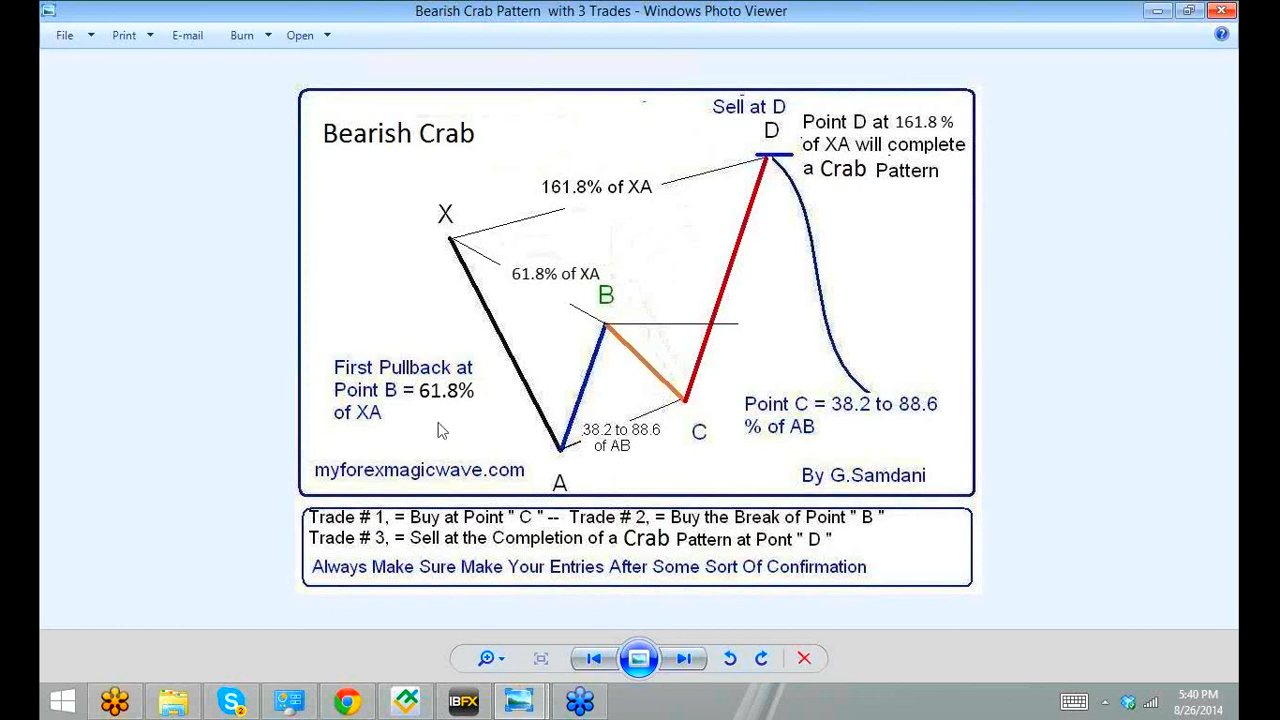 Bearish Crab Pattern with 3 Trades - Windows Photo Viewer
File Print E-mail Burn Open
Sell at D
Bearish Crab
D
Point D at 161.8 %
of XA will complete
a Crab Pattern
161.8% of XA
X
61.8% of XA
B
First Pullback at
Point B = 61.8%
of XA
38.2 to 88.6
of AB
C
Point C = 38.2 to 88.6
% of AB
myforexmagicwave.com
A
By G.Samdani
Trade # 1, = Buy at Point " C " -- Trade # 2, = Buy the Break of Point " B "
Trade # 3, = Sell at the Completion of a Crab Pattern at Pont " D "
Always Make Sure Make Your Entries After Some Sort Of Confirmation
2
IBFX
5:40 PM
8/26/2014